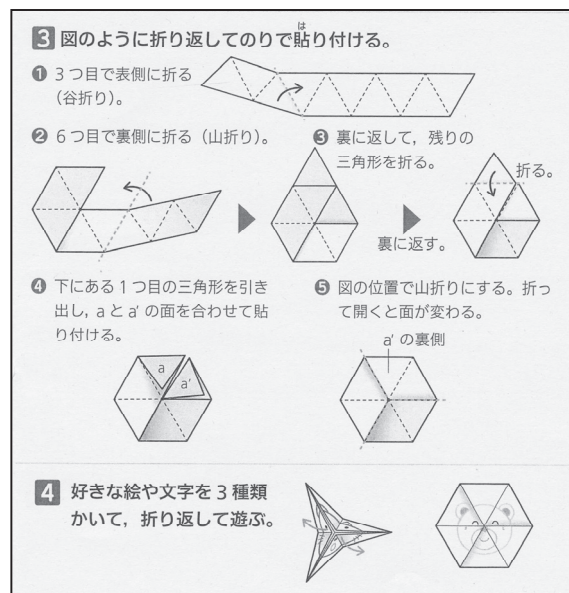 3 図のように折り返してのりで貼り付ける。
は
❶ 3つ目で表側に折る
(谷折り)。
❷ 6つ目で裏側に折る(山折り)。
❸ 裏に返して，残りの
三角形を折る。
折る。
裏に返す。
❹ 下にある1つ目の三角形を引き
出し，aとa′の面を合わせて貼
り付ける。
a
a′
❺ 図の位置で山折りにする。折っ
て開くと面が変わる。
a′の裏側
4 好きな絵や文字を3種類
かいて，折り返して遊ぶ。